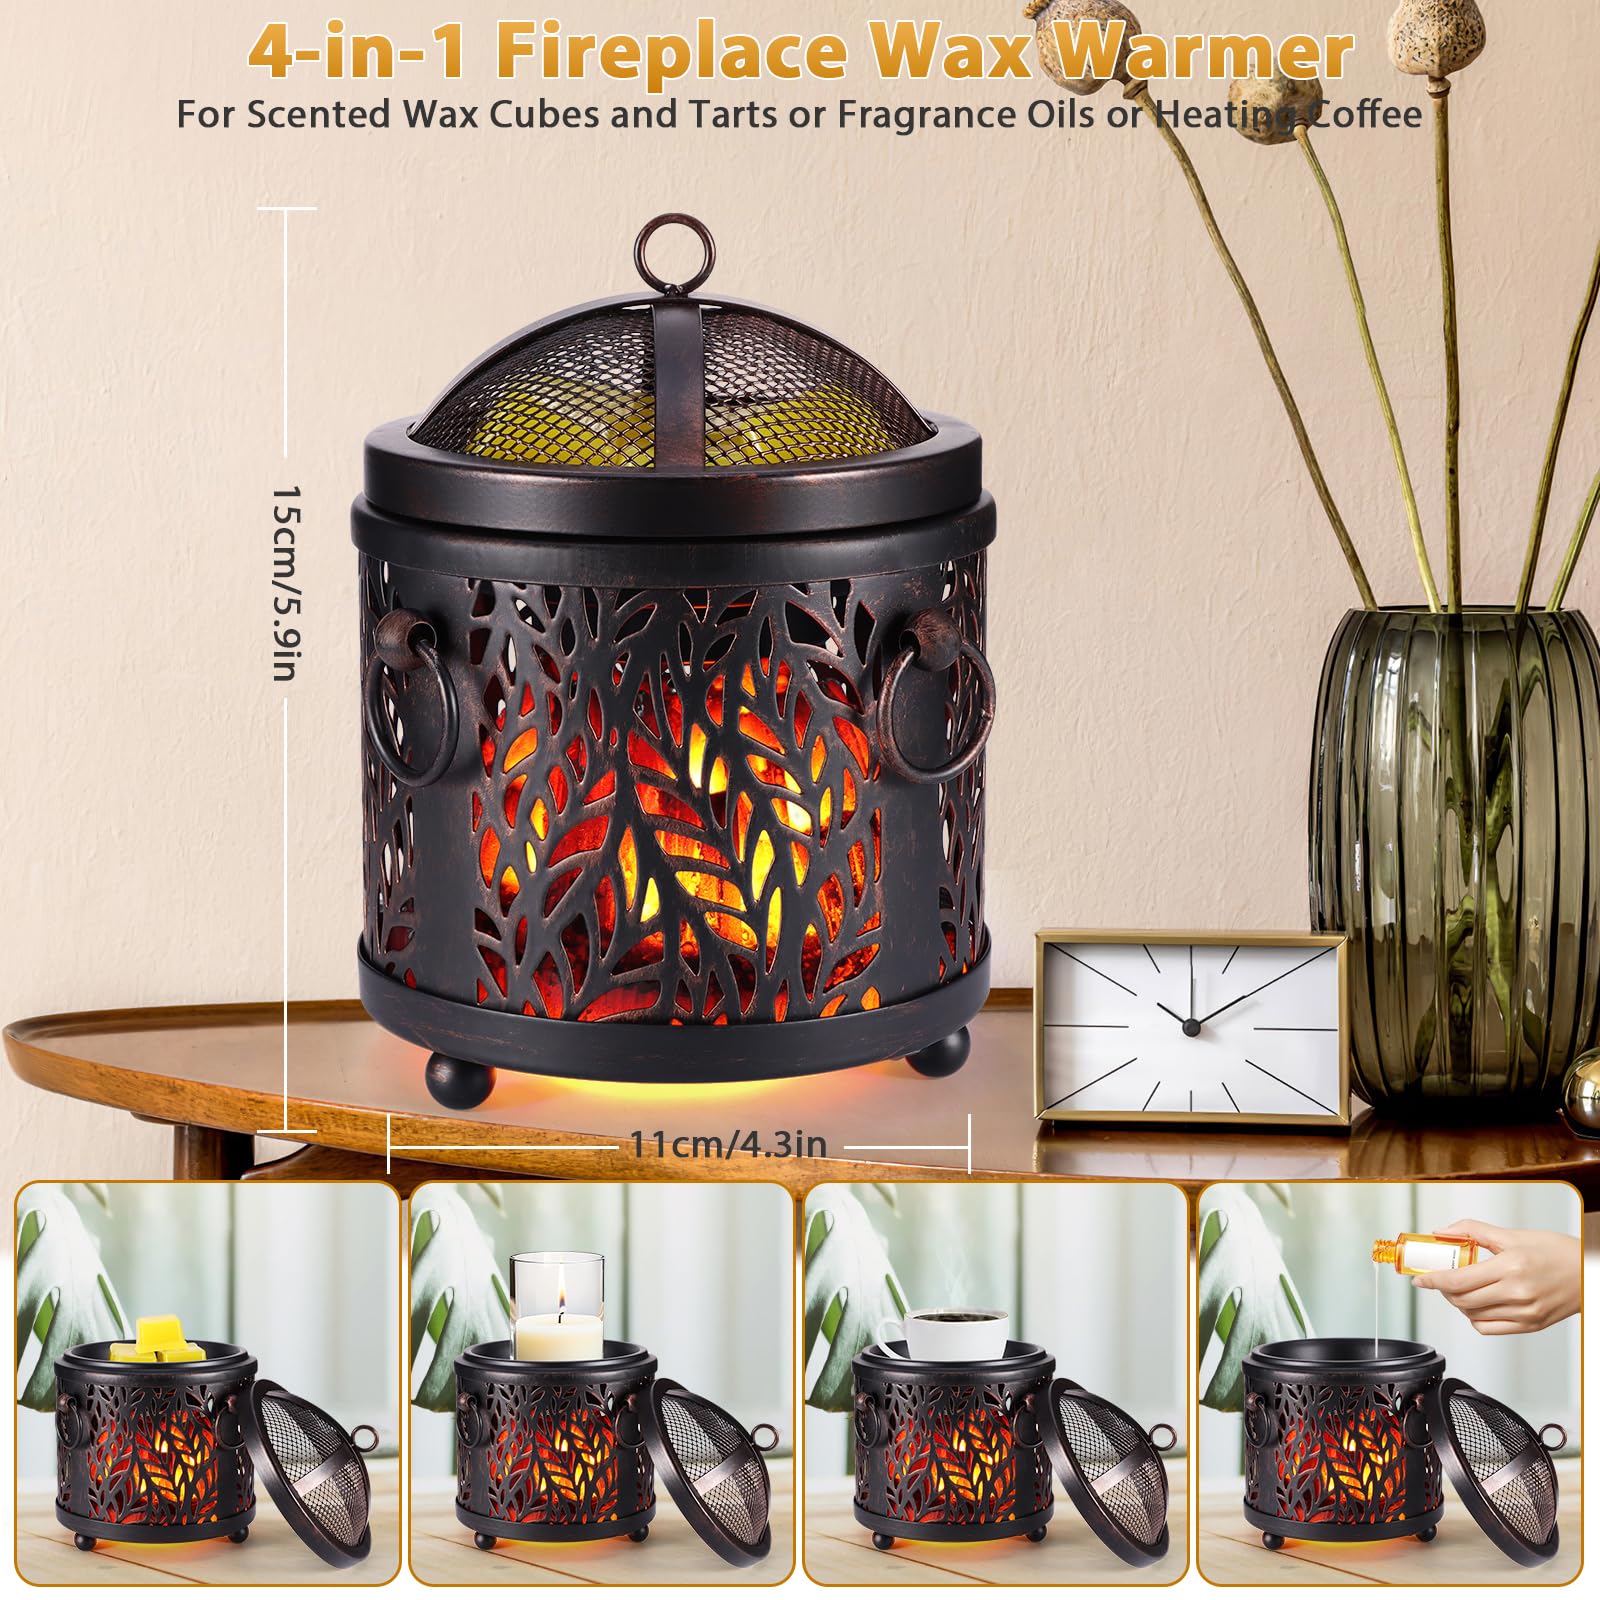 4-in-1 Fireplace Wax Warmer
For Scented Wax Cubes and Tarts or Fragrance Oils or Heating Coffee
15cm/5.9in
11cm/4.3in